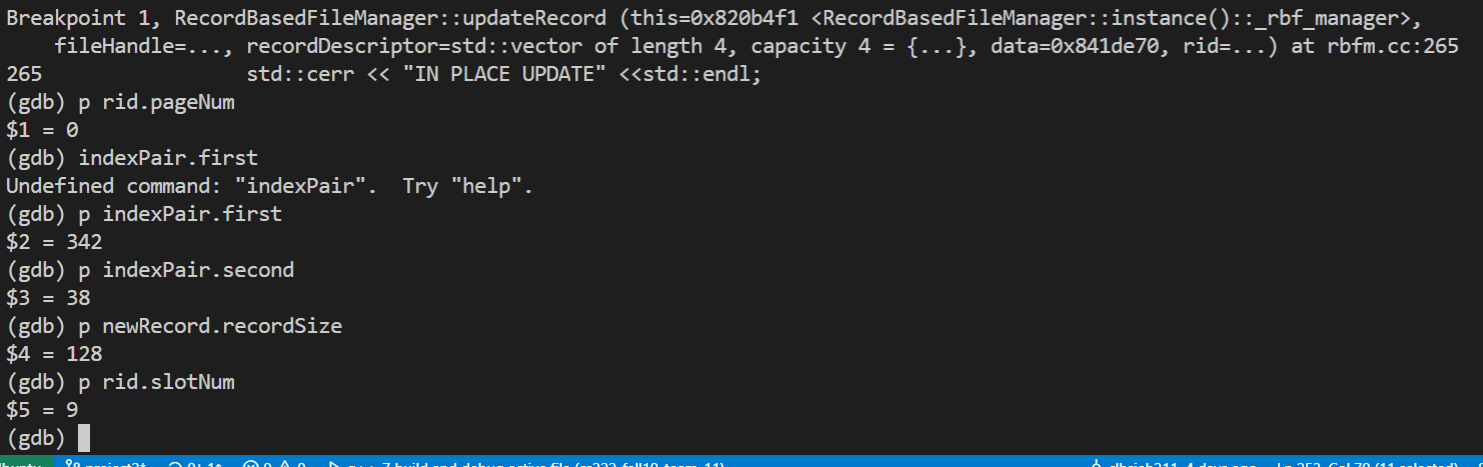 Breakpoint 1, RecordBasedFileManager::updateRecord (this=0x820b4f1 <RecordBasedFileManager::instance()::_rbf_manager>,
    fileHandle=..., recordDescriptor=std::vector of length 4, capacity 4 = {...}, data=0x841de70, rid=...) at rbfm.cc:265
265                 std::cerr << "IN PLACE UPDATE" <<std::endl;
(gdb) p rid.pageNum
$1 = 0
(gdb) indexPair.first
Undefined command: "indexPair".  Try "help".
(gdb) p indexPair.first
$2 = 342
(gdb) p indexPair.second
$3 = 38
(gdb) p newRecord.recordSize
$4 = 128
(gdb) p rid.slotNum
$5 = 9
(gdb)